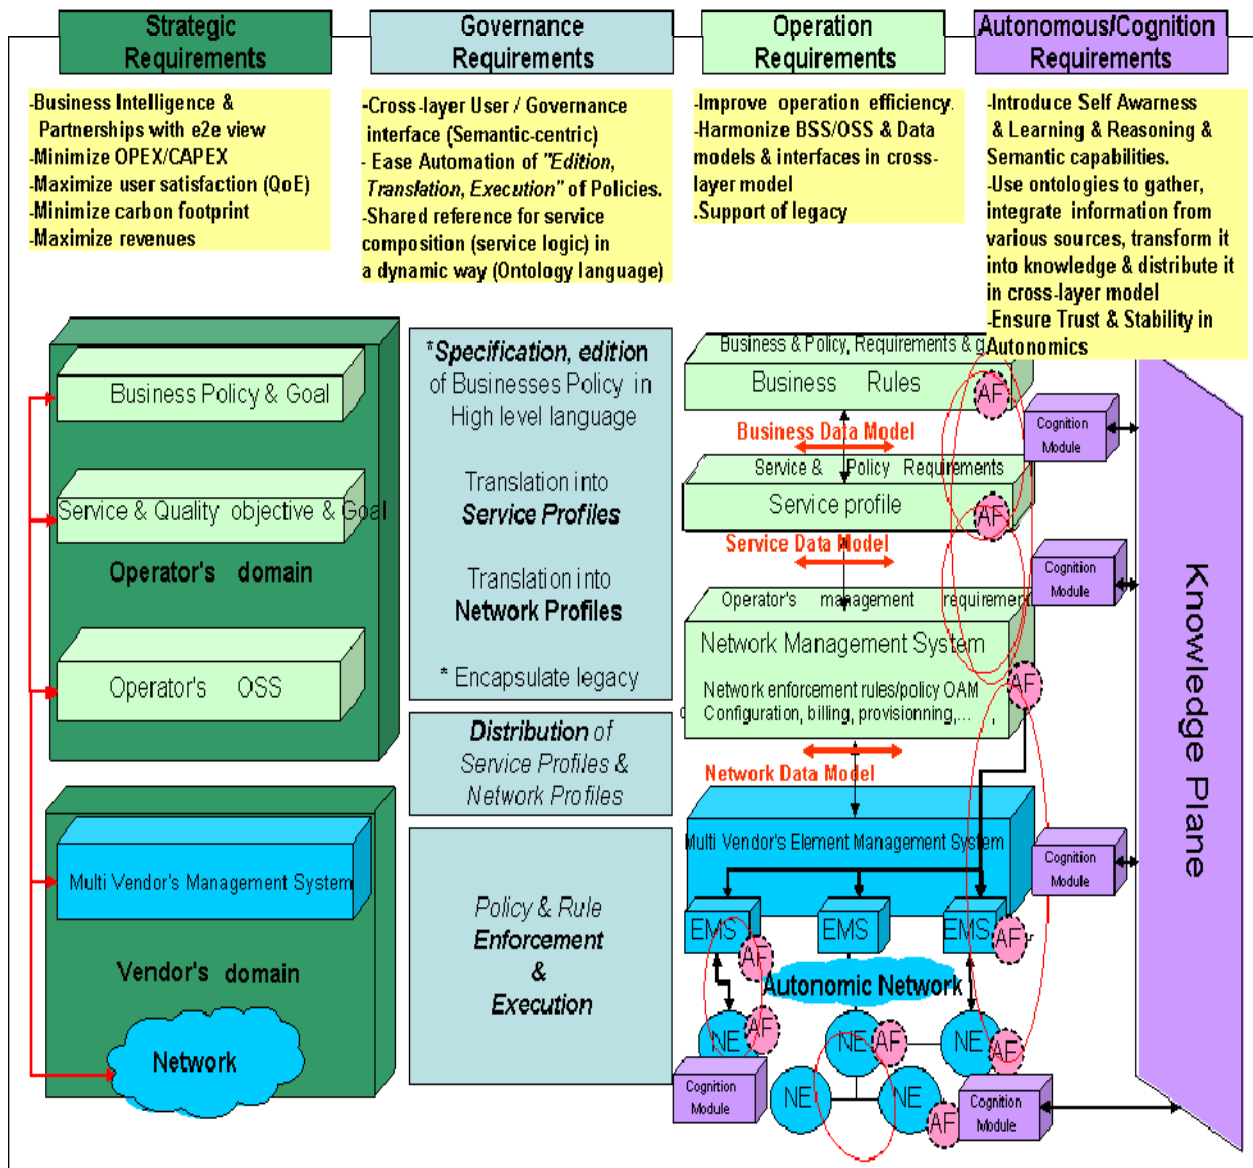 Strategic
Requirements
Governance
Requirements
Operation
Requirements
Autonomous/Cognition
Requirements
-Business Intelligence &
Partnerships with e2e view
-Minimize OPEX/CAPEX
-Maximize user satisfaction (QoE)
-Minimize carbon footprint
-Maximize revenues
-Cross-layer User / Governance
interface (Semantic-centric)
- Ease Automation of "Edition,
Translation, Execution" of Policies.
-Shared reference for service
composition (service logic) in
a dynamic way (Ontology language)
-Improve operation efficiency.
-Harmonize BSS/OSS & Data
models & interfaces in cross-
layer model
.Support of legacy
-Introduce Self Awarness
& Learning & Reasoning &
Semantic capabilities.
-Use ontologies to gather,
integrate information from
various sources, transform it
into knowledge & distribute it
in cross-layer model
-Ensure Trust & Stability in
Autonomics
Business Policy & Goal
Service & Quality objective & Goal
Operator's domain
Operator's OSS
Multi Vendor's Management System
Vendor's domain
Network
*Specification, edition
of Businesses Policy in
High level language
Translation into
Service Profiles
Translation into
Network Profiles
* Encapsulate legacy
Distribution of
Service Profiles &
Network Profiles
Policy & Rule
Enforcement
&
Execution
Business & Policy, Requirements & g
Business Rules
AF
Business Data Model
Service & Policy Requirements
Service profile
AF
Service Data Model
Operator's management requirement
Network Management System
AF
Network enforcement rules/policy OAM
Configuration, billing, provisionning,... ,
Network Data Model
Multi Vendor's Element Management System
EMS
EMS
EMS
AF
AF
Autonomic Network
NE
AF
NE
AF
NE
AF
NE
NE
AF
Cognition
Module
Cognition
Module
Cognition
Module
Cognition
Module
Cognition
Module
Knowledge Plane